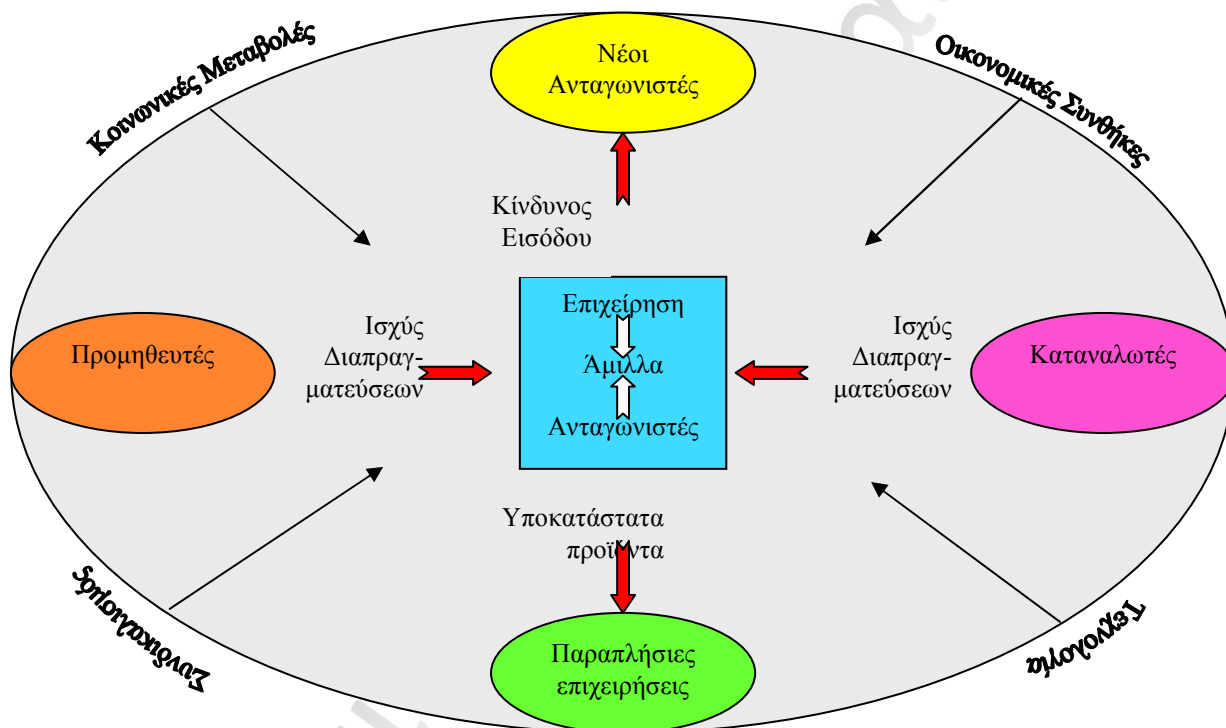 Κοινωνικές Μεταβολές
Οικονομικές Συνθήκες
Νέοι
Ανταγωνιστές
Κίνδυνος
Εισόδου
Προμηθευτές
Ισχύς
Διαπραγ-
ματεύσεων
Επιχείρηση
Άμιλλα
Ανταγωνιστές
Ισχύς
Διαπραγ-
ματεύσεων
Καταναλωτές
Υποκατάστατα
προϊόντα
Συνδικαλισμός
Τεχνολογία
Παραπλήσιες
επιχειρήσεις